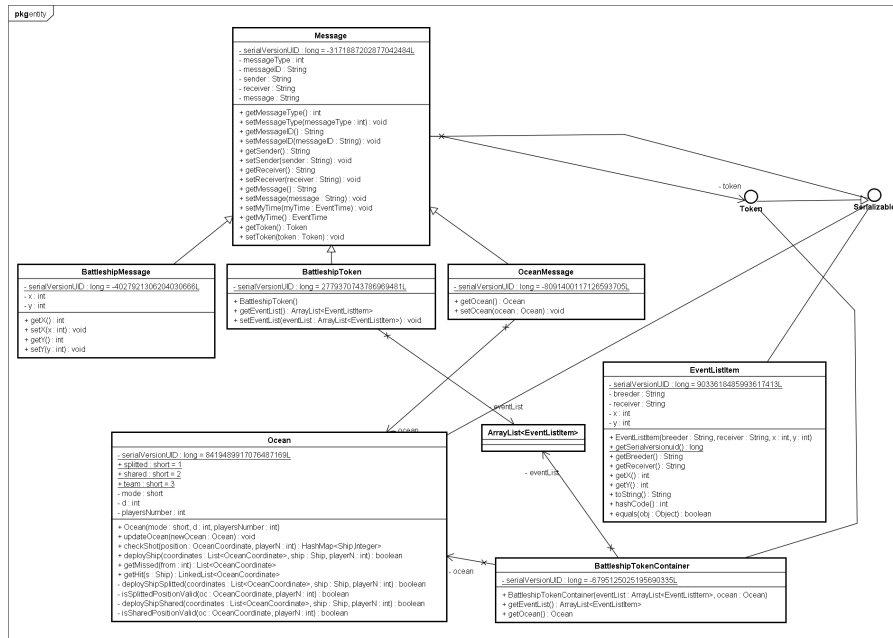 pkg entity
Message
- serialVersionUID : long = -3171887202877042484L
- messageType : int
- messageID : String
- sender : String
- receiver : String
- message : String
+ getMessageType() : int
+ setMessageType(messageType : int) : void
+ getMessageID() : String
+ setMessageID(messageID : String) : void
+ getSender() : String
+ setSender(sender : String) : void
+ getReceiver() : String
+ setReceiver(receiver : String) : void
+ getMessage() : String
+ setMessage(message : String) : void
+ setMyTime(myTime : EventTime) : void
+ getMyTime() : EventTime
+ getToken() : Token
+ setToken(token : Token) : void
- token
Token
Serializable
BattleshipMessage
- serialVersionUID : long = -4027921306204030666L
- x : int
- y : int
+ getX() : int
+ setX(x : int) : void
+ getY() : int
+ setY(y : int) : void
BattleshipToken
- serialVersionUID : long = 2779370743786969481L
+ BattleshipToken()
+ getEventList() : ArrayList<EventListItem>
+ setEventList(eventList : ArrayList<EventListItem>) : void
OceanMessage
- serialVersionUID : long = -8091400117126593705L
+ getOcean() : Ocean
+ setOcean(ocean : Ocean) : void
EventListItem
- serialVersionUID : long = 9033618485993617413L
- breeder : String
- receiver : String
- x : int
- y : int
+ EventListItem(breeder : String, receiver : String, x : int, y : int)
+ getSerialversionuid() : long
+ getBreeder() : String
+ getReceiver() : String
+ getX() : int
+ getY() : int
+ toString() : String
+ hashCode() : int
+ equals(obj : Object) : boolean
- eventList
- ocean
ArrayList<EventListItem>
- eventList
Ocean
- serialVersionUID : long = 8419489917076487169L
+ splitted : short = 1
+ shared : short = 2
+ team : short = 3
- mode : short
- d : int
- playersNumber : int
+ Ocean(mode : short, d : int, playersNumber : int)
+ updateOcean(newOcean : Ocean) : void
+ checkShot(position : OceanCoordinate, playerN : int) : HashMap<Ship,Integer>
+ deployShip(coordinates : List<OceanCoordinate>, ship : Ship, playerN : int) : boolean
+ getMissed(from : int) : List<OceanCoordinate>
+ getHit(s : Ship) : LinkedList<OceanCoordinate>
- deployShipSplitted(coordinates : List<OceanCoordinate>, ship : Ship, playerN : int) : boolean
- isSplittedPositionValid(oc : OceanCoordinate, playerN : int) : boolean
- deployShipShared(coordinates : List<OceanCoordinate>, ship : Ship, playerN : int) : boolean
- isSharedPositionValid(oc : OceanCoordinate, playerN : int) : boolean
- ocean
BattleshipTokenContainer
- serialVersionUID : long = -6795125025195690335L
+ BattleshipTokenContainer(eventList : ArrayList<EventListItem>, ocean : Ocean)
+ getEventList() : ArrayList<EventListItem>
+ getOcean() : Ocean